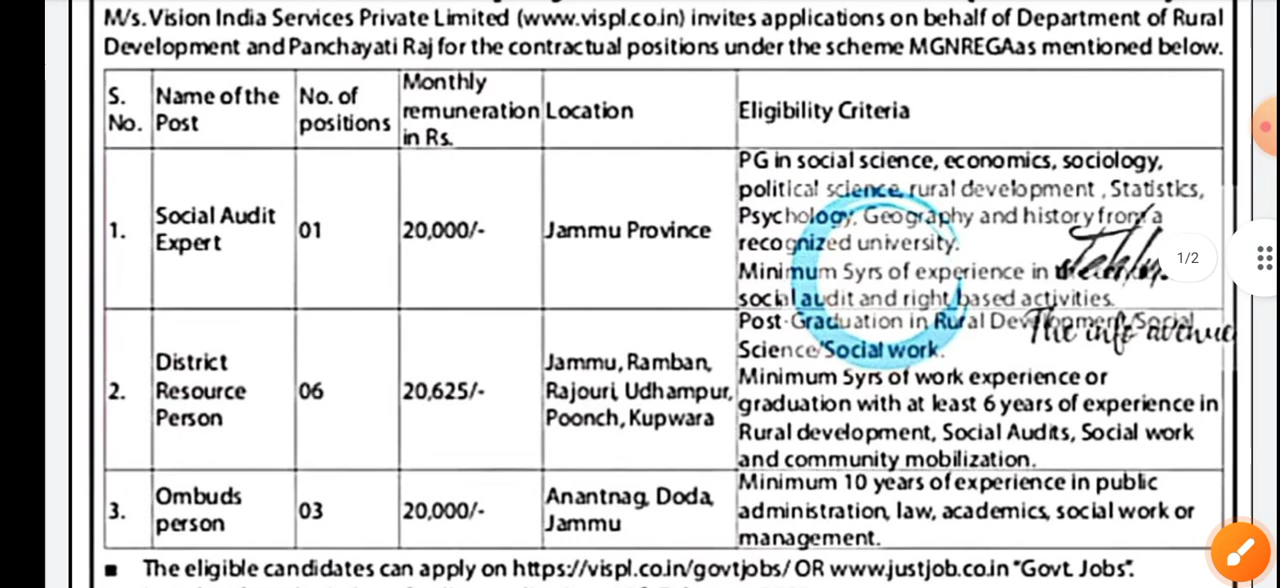 M/s. Vision India Services Private Limited (www.vispl.co.in) invites applications on behalf of Department of Rural
Development and Panchayati Raj for the contractual positions under the scheme MGNREGAas mentioned below.
S. No. Name of the Post No. of positions Monthly remuneration in Rs. Location Eligibility Criteria
1. Social Audit Expert 01 20,000/- Jammu Province
PG in social science, economics, sociology,
political science, rural development , Statistics,
Psychology, Geography and history from a
recognized university.
Minimum 5yrs of experience in
social audit and right based activities.
2. District Resource Person 06 20,625/- Jammu, Ramban, Rajouri, Udhampur, Poonch, Kupwara
Post-Graduation in Rural Development/Social
Science/Social work.
Minimum 5yrs of work experience or
graduation with at least 6 years of experience in
Rural development, Social Audits, Social work
and community mobilization.
3. Ombuds person 03 20,000/- Anantnag, Doda, Jammu
Minimum 10 years of experience in public
administration, law, academics, social work or
management.
■ The eligible candidates can apply on https://vispl.co.in/govtjobs/ OR www.justjob.co.in "Govt. Jobs".
The info avenue
1/2